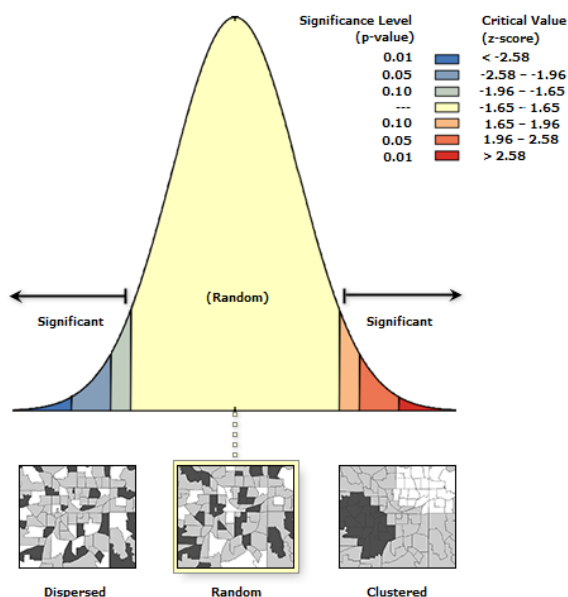 Significance Level Critical Value
(p-value) (z-score)
0.01 < -2.58
0.05 -2.58 – -1.96
0.10 -1.96 – -1.65
--- -1.65 – 1.65
0.10 1.65 – 1.96
0.05 1.96 – 2.58
0.01 > 2.58
(Random)
Significant Significant
Dispersed Random Clustered